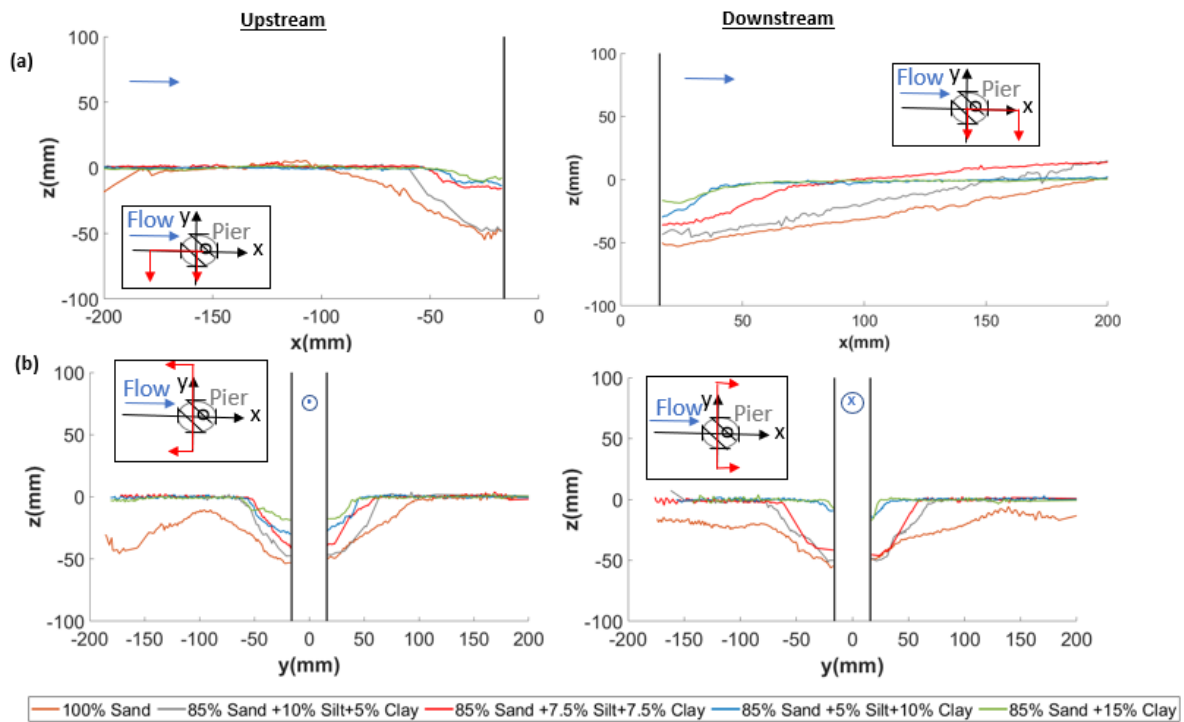 Upstream
Downstream
(a)
100
50
0
-50
-100
z(mm)
-200
-150
-100
-50
0
x(mm)
Flow
y
Pier
x
100
50
0
-50
-100
z(mm)
0
50
100
150
200
x(mm)
Flow
y
Pier
x
(b)
100
50
0
-50
-100
z(mm)
-200
-150
-100
-50
0
50
100
150
200
y(mm)
Flow
y
Pier
x
100
50
0
-50
-100
z(mm)
-200
-150
-100
-50
0
50
100
150
200
y(mm)
Flow
y
Pier
x
x
100% Sand 85% Sand +10% Silt+5% Clay 85% Sand +7.5% Silt+7.5% Clay 85% Sand +5% Silt+10% Clay 85% Sand +15% Clay